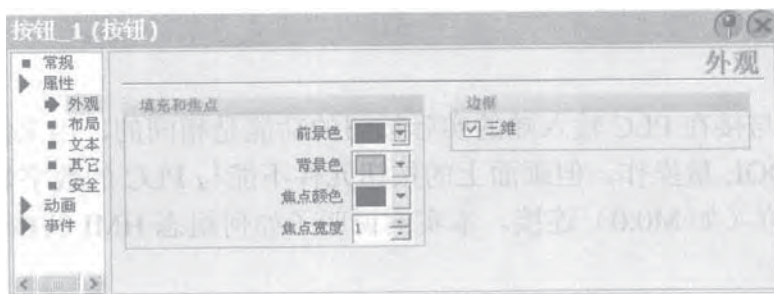 按钮_1 (按钮)
■ 常规
▶ 属性
外观
■ 布局
■ 文本
■ 其它
■ 安全
▶ 动画
▶ 事件
外观
填充和焦点
前景色
背景色
焦点颜色
焦点宽度 1
边框
三维